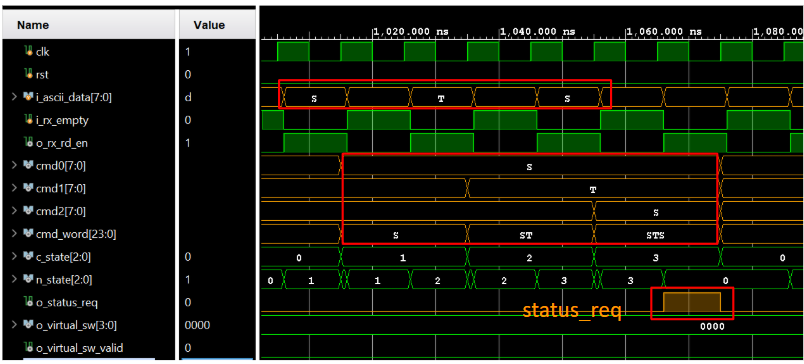 Name Value
1,020.000 ns 1,040.000 ns 1,060.000 ns 1,080.00
clk 1
rst 0
i_ascii_data[7:0] d S T S
i_rx_empty 0
o_rx_rd_en 1
cmd0[7:0] S
cmd1[7:0] T
cmd2[7:0] S
cmd_word[23:0] S ST STS
c_state[2:0] 0 0 1 2 3 0
n_state[2:0] 1 0 1 1 2 2 3 3 0
o_status_req 0 status_req
o_virtual_sw[3:0] 0000 0000
o_virtual_sw_valid 0